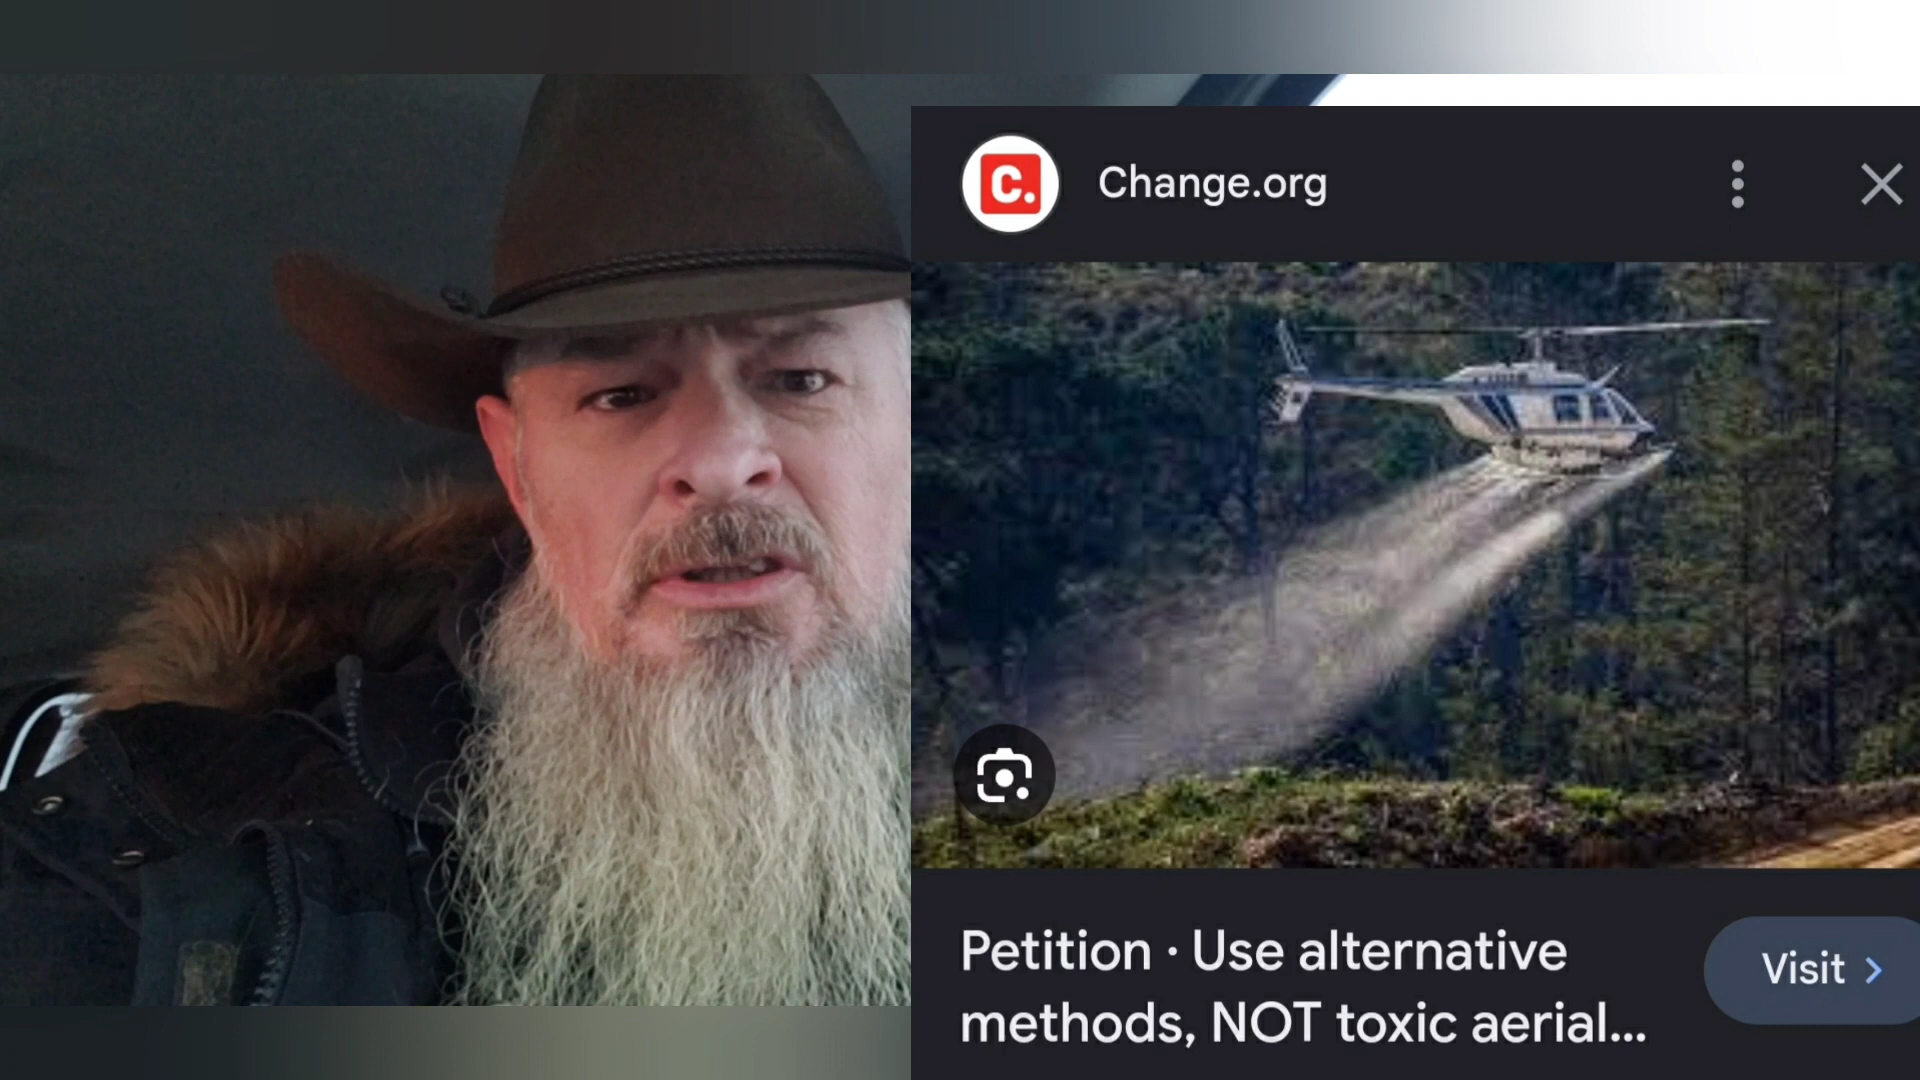 C.
Change.org
Petition · Use alternative
methods, NOT toxic aerial...
Visit